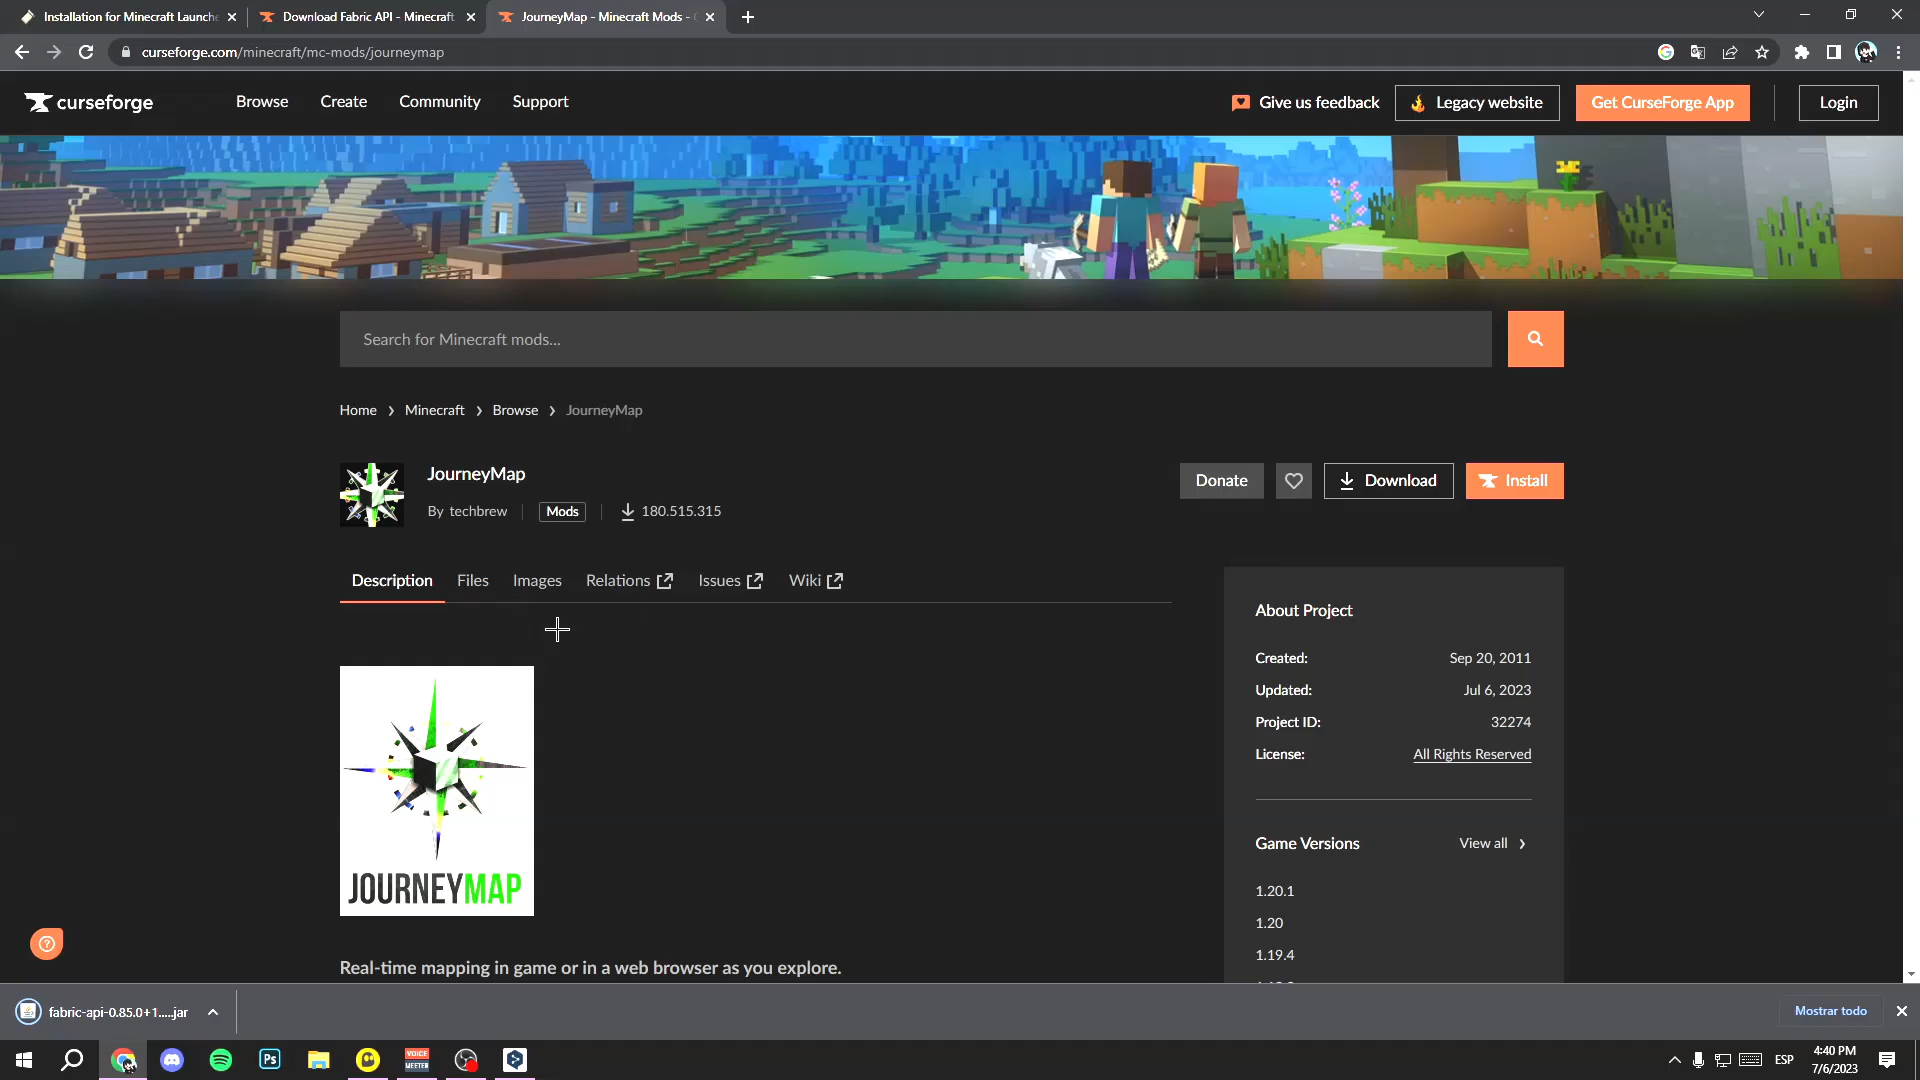 Installation for Minecraft Launche
Download Fabric API - Minecraft
JourneyMap - Minecraft Mods -
curseforge.com/minecraft/mc-mods/journeymap
curseforge
Browse
Create
Community
Support
Give us feedback
Legacy website
Get CurseForge App
Login
Search for Minecraft mods...
Home > Minecraft > Browse > JourneyMap
JourneyMap
By techbrew
Mods
180.515.315
Donate
Download
Install
Description
Files
Images
Relations
Issues
Wiki
JOURNEYMAP
Real-time mapping in game or in a web browser as you explore.
About Project
Created: Sep 20, 2011
Updated: Jul 6, 2023
Project ID: 32274
License: All Rights Reserved
Game Versions
View all
1.20.1
1.20
1.19.4
fabric-api-0.85.0+1.....jar
Mostrar todo
Ps
VOICE
MEETER
ESP
4:40 PM
7/6/2023